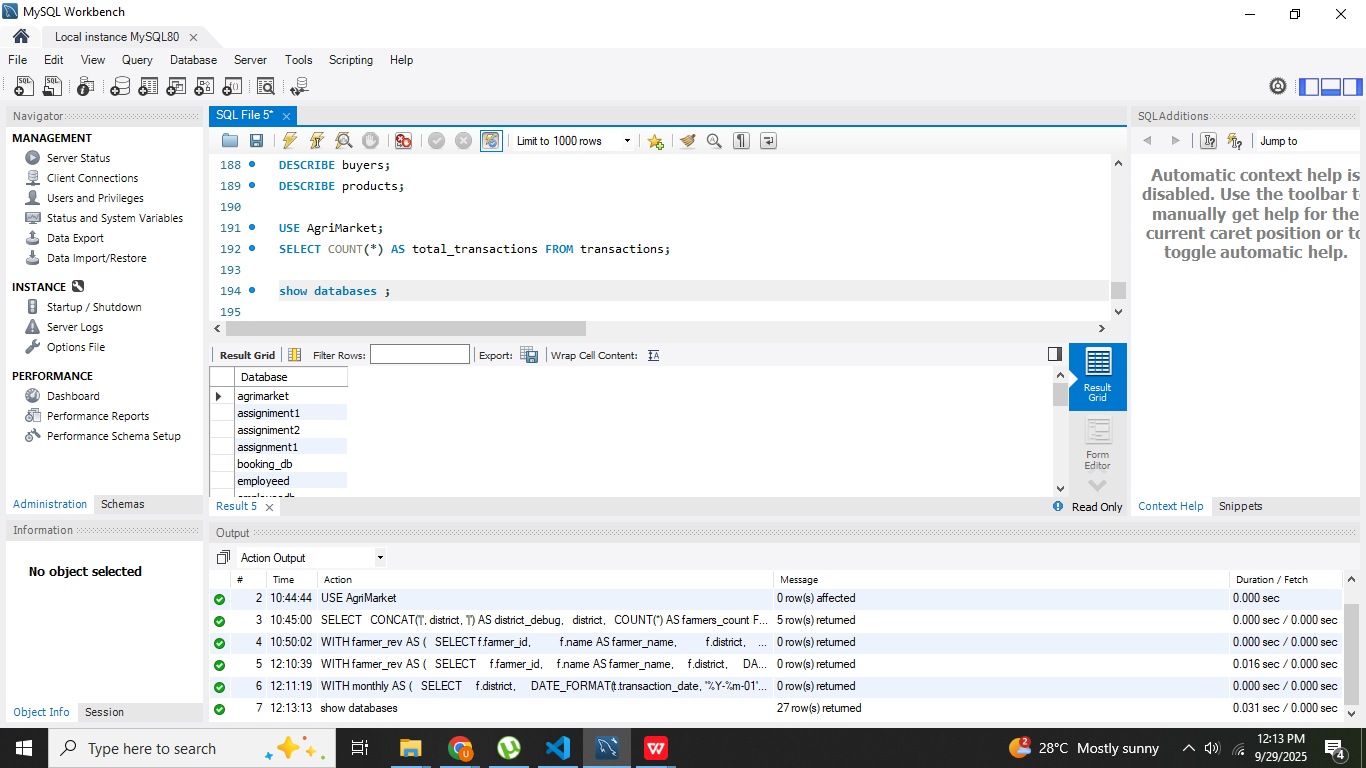 MySQL Workbench
Local instance MySQL80
File Edit View Query Database Server Tools Scripting Help
Navigator
MANAGEMENT
Server Status
Client Connections
Users and Privileges
Status and System Variables
Data Export
Data Import/Restore
INSTANCE
Startup / Shutdown
Server Logs
Options File
PERFORMANCE
Dashboard
Performance Reports
Performance Schema Setup
Administration Schemas
Information
No object selected
Object Info Session
SQL File 5*
Limit to 1000 rows
188 DESCRIBE buyers;
189 DESCRIBE products;
190
191 USE AgriMarket;
192 SELECT COUNT(*) AS total_transactions FROM transactions;
193
194 show databases ;
195
Result Grid Filter Rows: Export: Wrap Cell Content:
Database
agrimarket
assigniment1
assigniment2
assignment1
booking_db
employeed
Result Grid
Form Editor
Result 5
Read Only
SQLAdditions
Jump to
Automatic context help is
disabled. Use the toolbar t
manually get help for the
current caret position or to
toggle automatic help.
Context Help Snippets
Output
Action Output
# Time Action Message Duration / Fetch
2 10:44:44 USE AgriMarket 0 row(s) affected 0.000 sec
3 10:45:00 SELECT CONCAT('[', district, ']') AS district_debug, district, COUNT(*) AS farmers_count F... 5 row(s) returned 0.000 sec / 0.000 sec
4 10:50:02 WITH farmer_rev AS ( SELECT f.farmer_id, f.name AS farmer_name, f.district, ... 0 row(s) returned 0.000 sec / 0.000 sec
5 12:10:39 WITH farmer_rev AS ( SELECT f.farmer_id, f.name AS farmer_name, f.district, DA... 0 row(s) returned 0.016 sec / 0.000 sec
6 12:11:19 WITH monthly AS ( SELECT f.district, DATE_FORMAT(t.transaction_date, '%Y-%m-01'... 0 row(s) returned 0.000 sec / 0.000 sec
7 12:13:13 show databases 27 row(s) returned 0.031 sec / 0.000 sec
Type here to search
28°C Mostly sunny
12:13 PM
9/29/2025